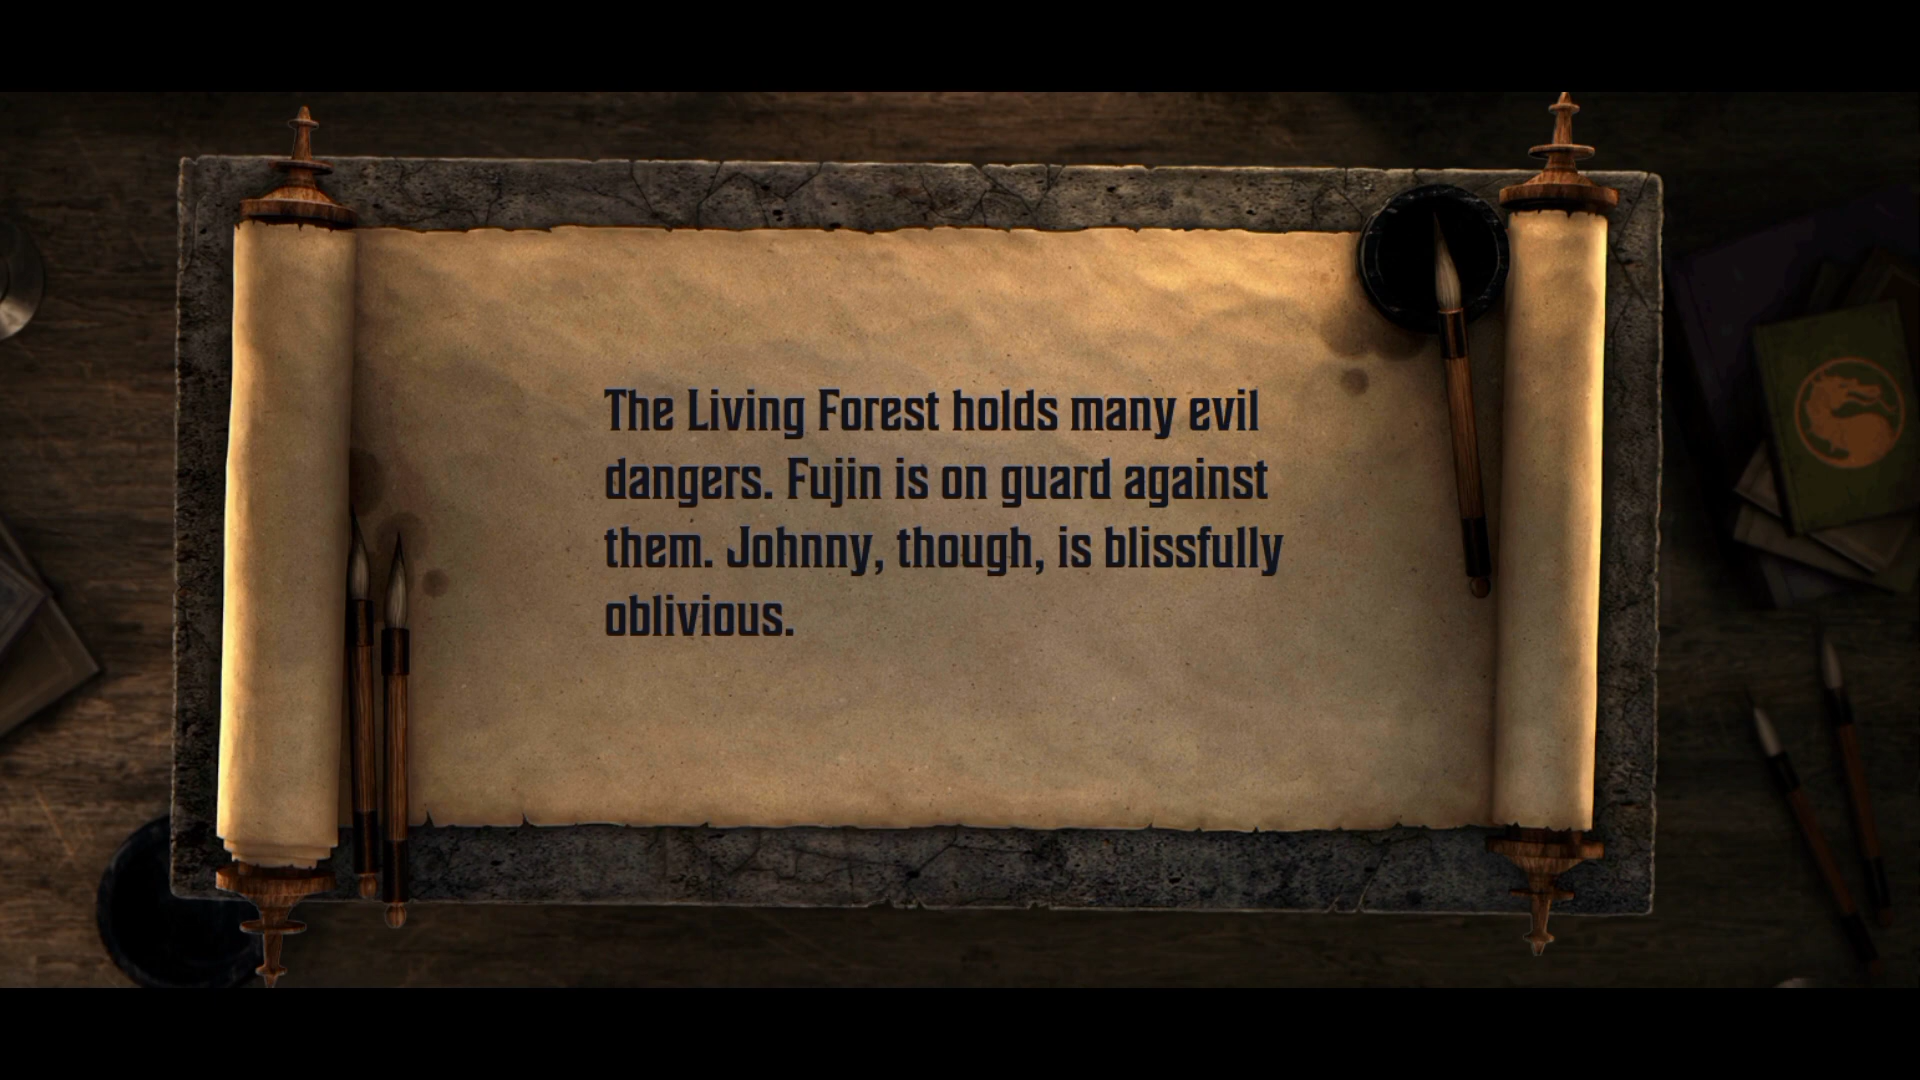 The Living Forest holds many evil
dangers. Fujin is on guard against
them. Johnny, though, is blissfully
oblivious.